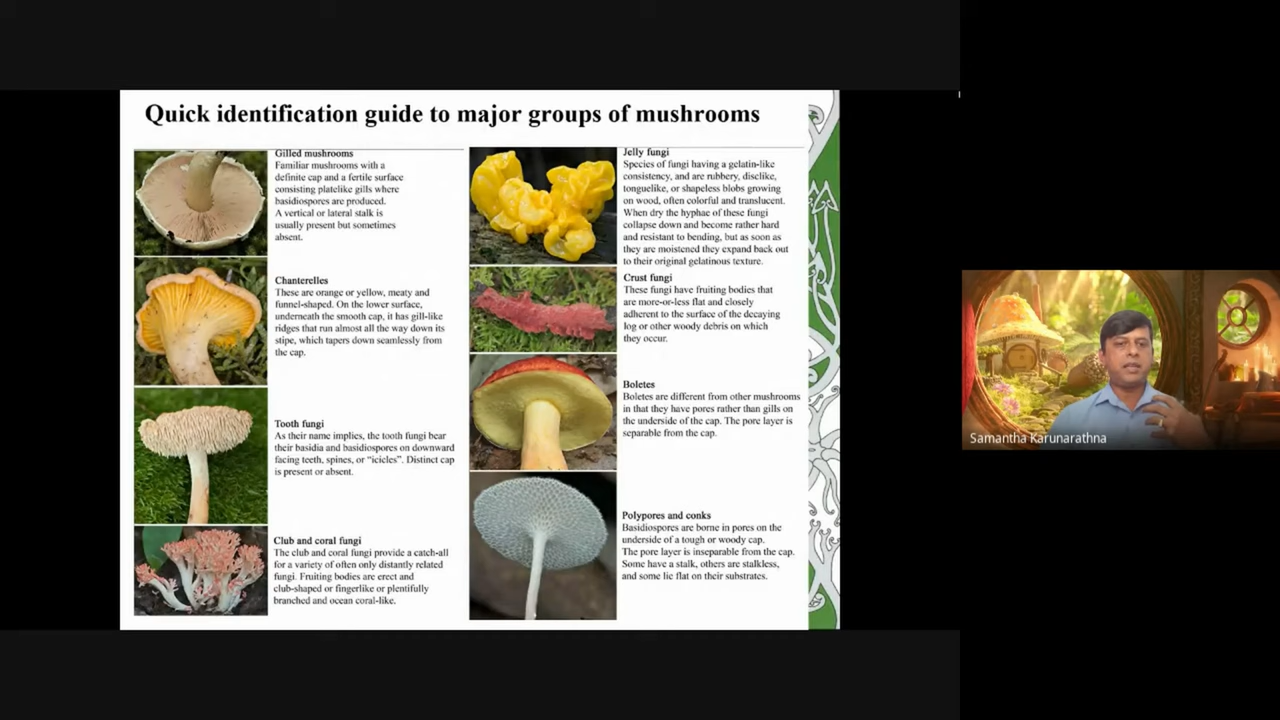 Quick identification guide to major groups of mushrooms
Gilled mushrooms
Familiar mushrooms with a
definite cap and a fertile surface
consisting platelike gills where
basidiospores are produced.
A vertical or lateral stalk is
usually present but sometimes
absent.
Chanterelles
These are orange or yellow, meaty and
funnel-shaped. On the lower surface,
underneath the smooth cap, it has gill-like
ridges that run almost all the way down its
stipe, which tapers down seamlessly from
the cap.
Tooth fungi
As their name implies, the tooth fungi bear
their basidia and basidiospores on downward
facing teeth, spines, or “icicles”. Distinct cap
is present or absent.
Club and coral fungi
The club and coral fungi provide a catch-all
for a variety of often only distantly related
fungi. Fruiting bodies are erect and
club-shaped or fingerlike or plentifully
branched and ocean coral-like.
Jelly fungi
Species of fungi having a gelatin-like
consistency, and are rubbery, disclike,
tonguelike, or shapeless blobs growing
on wood, often colorful and translucent.
When dry the hyphae of these fungi
collapse down and become rather hard
and resistant to bending, but as soon as
they are moistened they expand back out
to their original gelatinous texture.
Crust fungi
These fungi have fruiting bodies that
are more-or-less flat and closely
adherent to the surface of the decaying
log or other woody debris on which
they occur.
Boletes
Boletes are different from other mushrooms
in that they have pores rather than gills on
the underside of the cap. The pore layer is
separable from the cap.
Polypores and conks
Basidiospores are borne in pores on the
underside of a tough or woody cap.
The pore layer is inseparable from the cap.
Some have a stalk, others are stalkless,
and some lie flat on their substrates.
Samantha Karunarathna